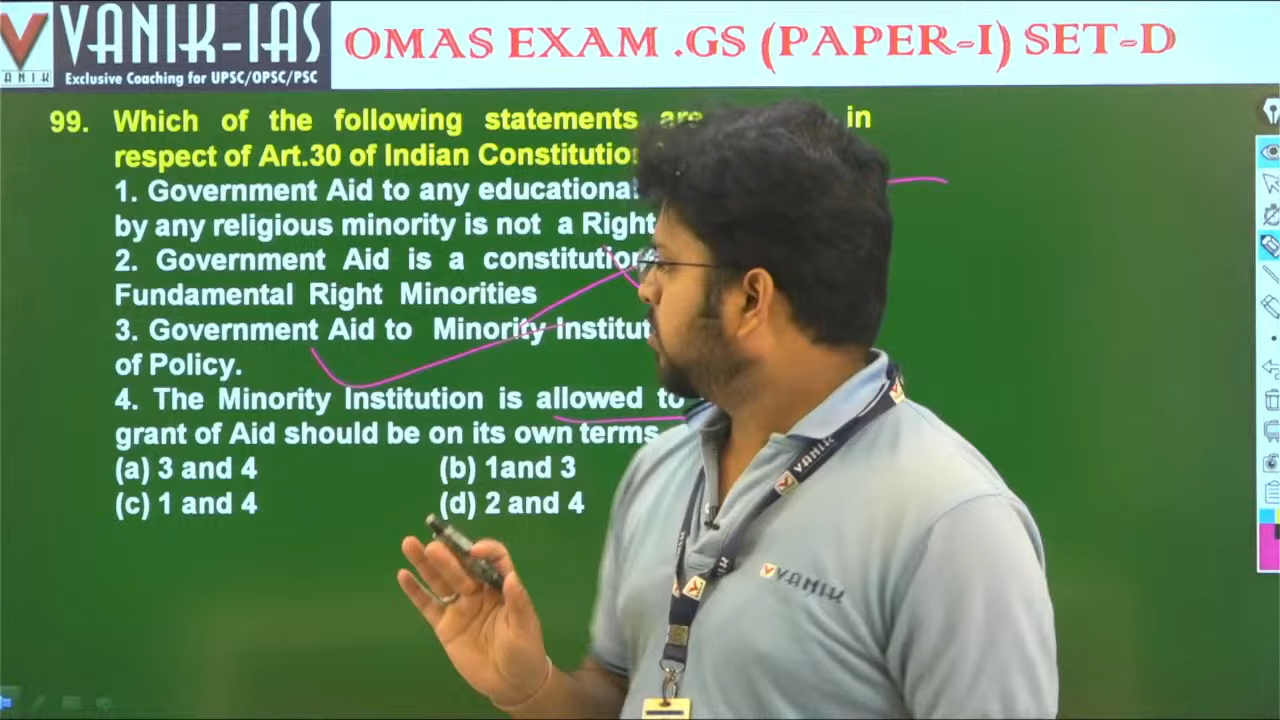 VANIK-IAS
Exclusive Coaching for UPSC/OPSC/PSC
VANIK
OMAS EXAM .GS (PAPER-I) SET-D
99. Which of the following statements are in
respect of Art.30 of Indian Constitution
1. Government Aid to any educational
by any religious minority is not a Right
2. Government Aid is a
Fundamental Right Minorities
3. Government Aid to Minority
of Policy.
4. The Minority Institution is allowed to
grant of Aid should be on its own terms
(a) 3 and 4 (b) 1and 3
(c) 1 and 4 (d) 2 and 4
VANIK
VANIK